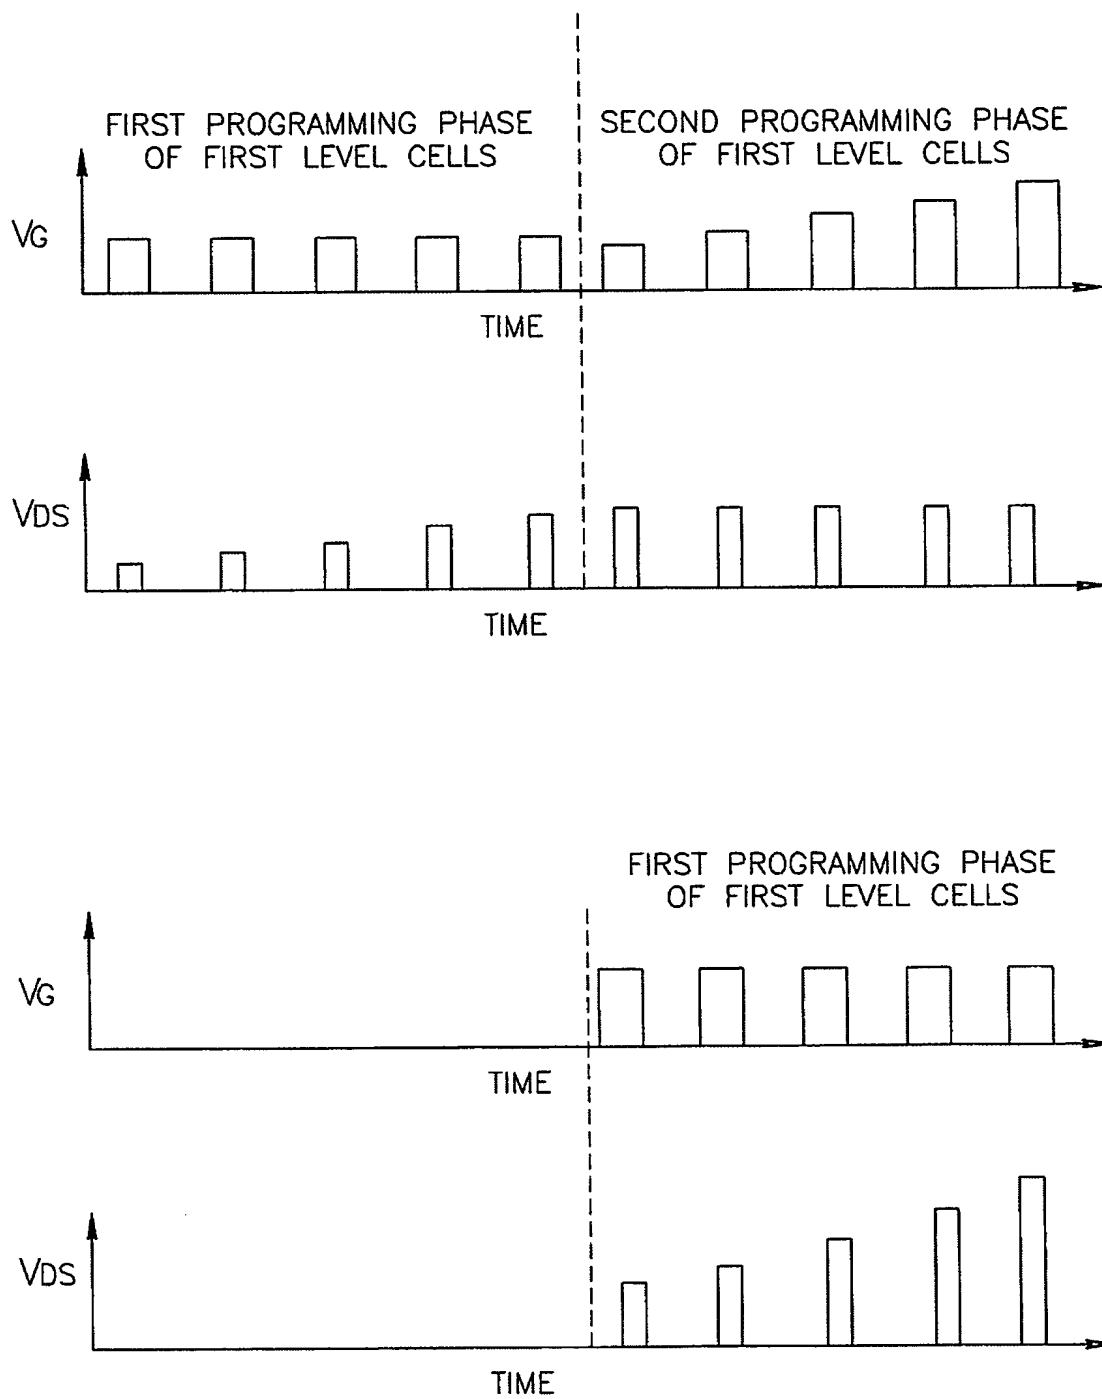 FIRST PROGRAMMING PHASE
OF FIRST LEVEL CELLS
SECOND PROGRAMMING PHASE
OF FIRST LEVEL CELLS
VG
TIME
VDS
TIME
FIRST PROGRAMMING PHASE
OF FIRST LEVEL CELLS
VG
TIME
VDS
TIME